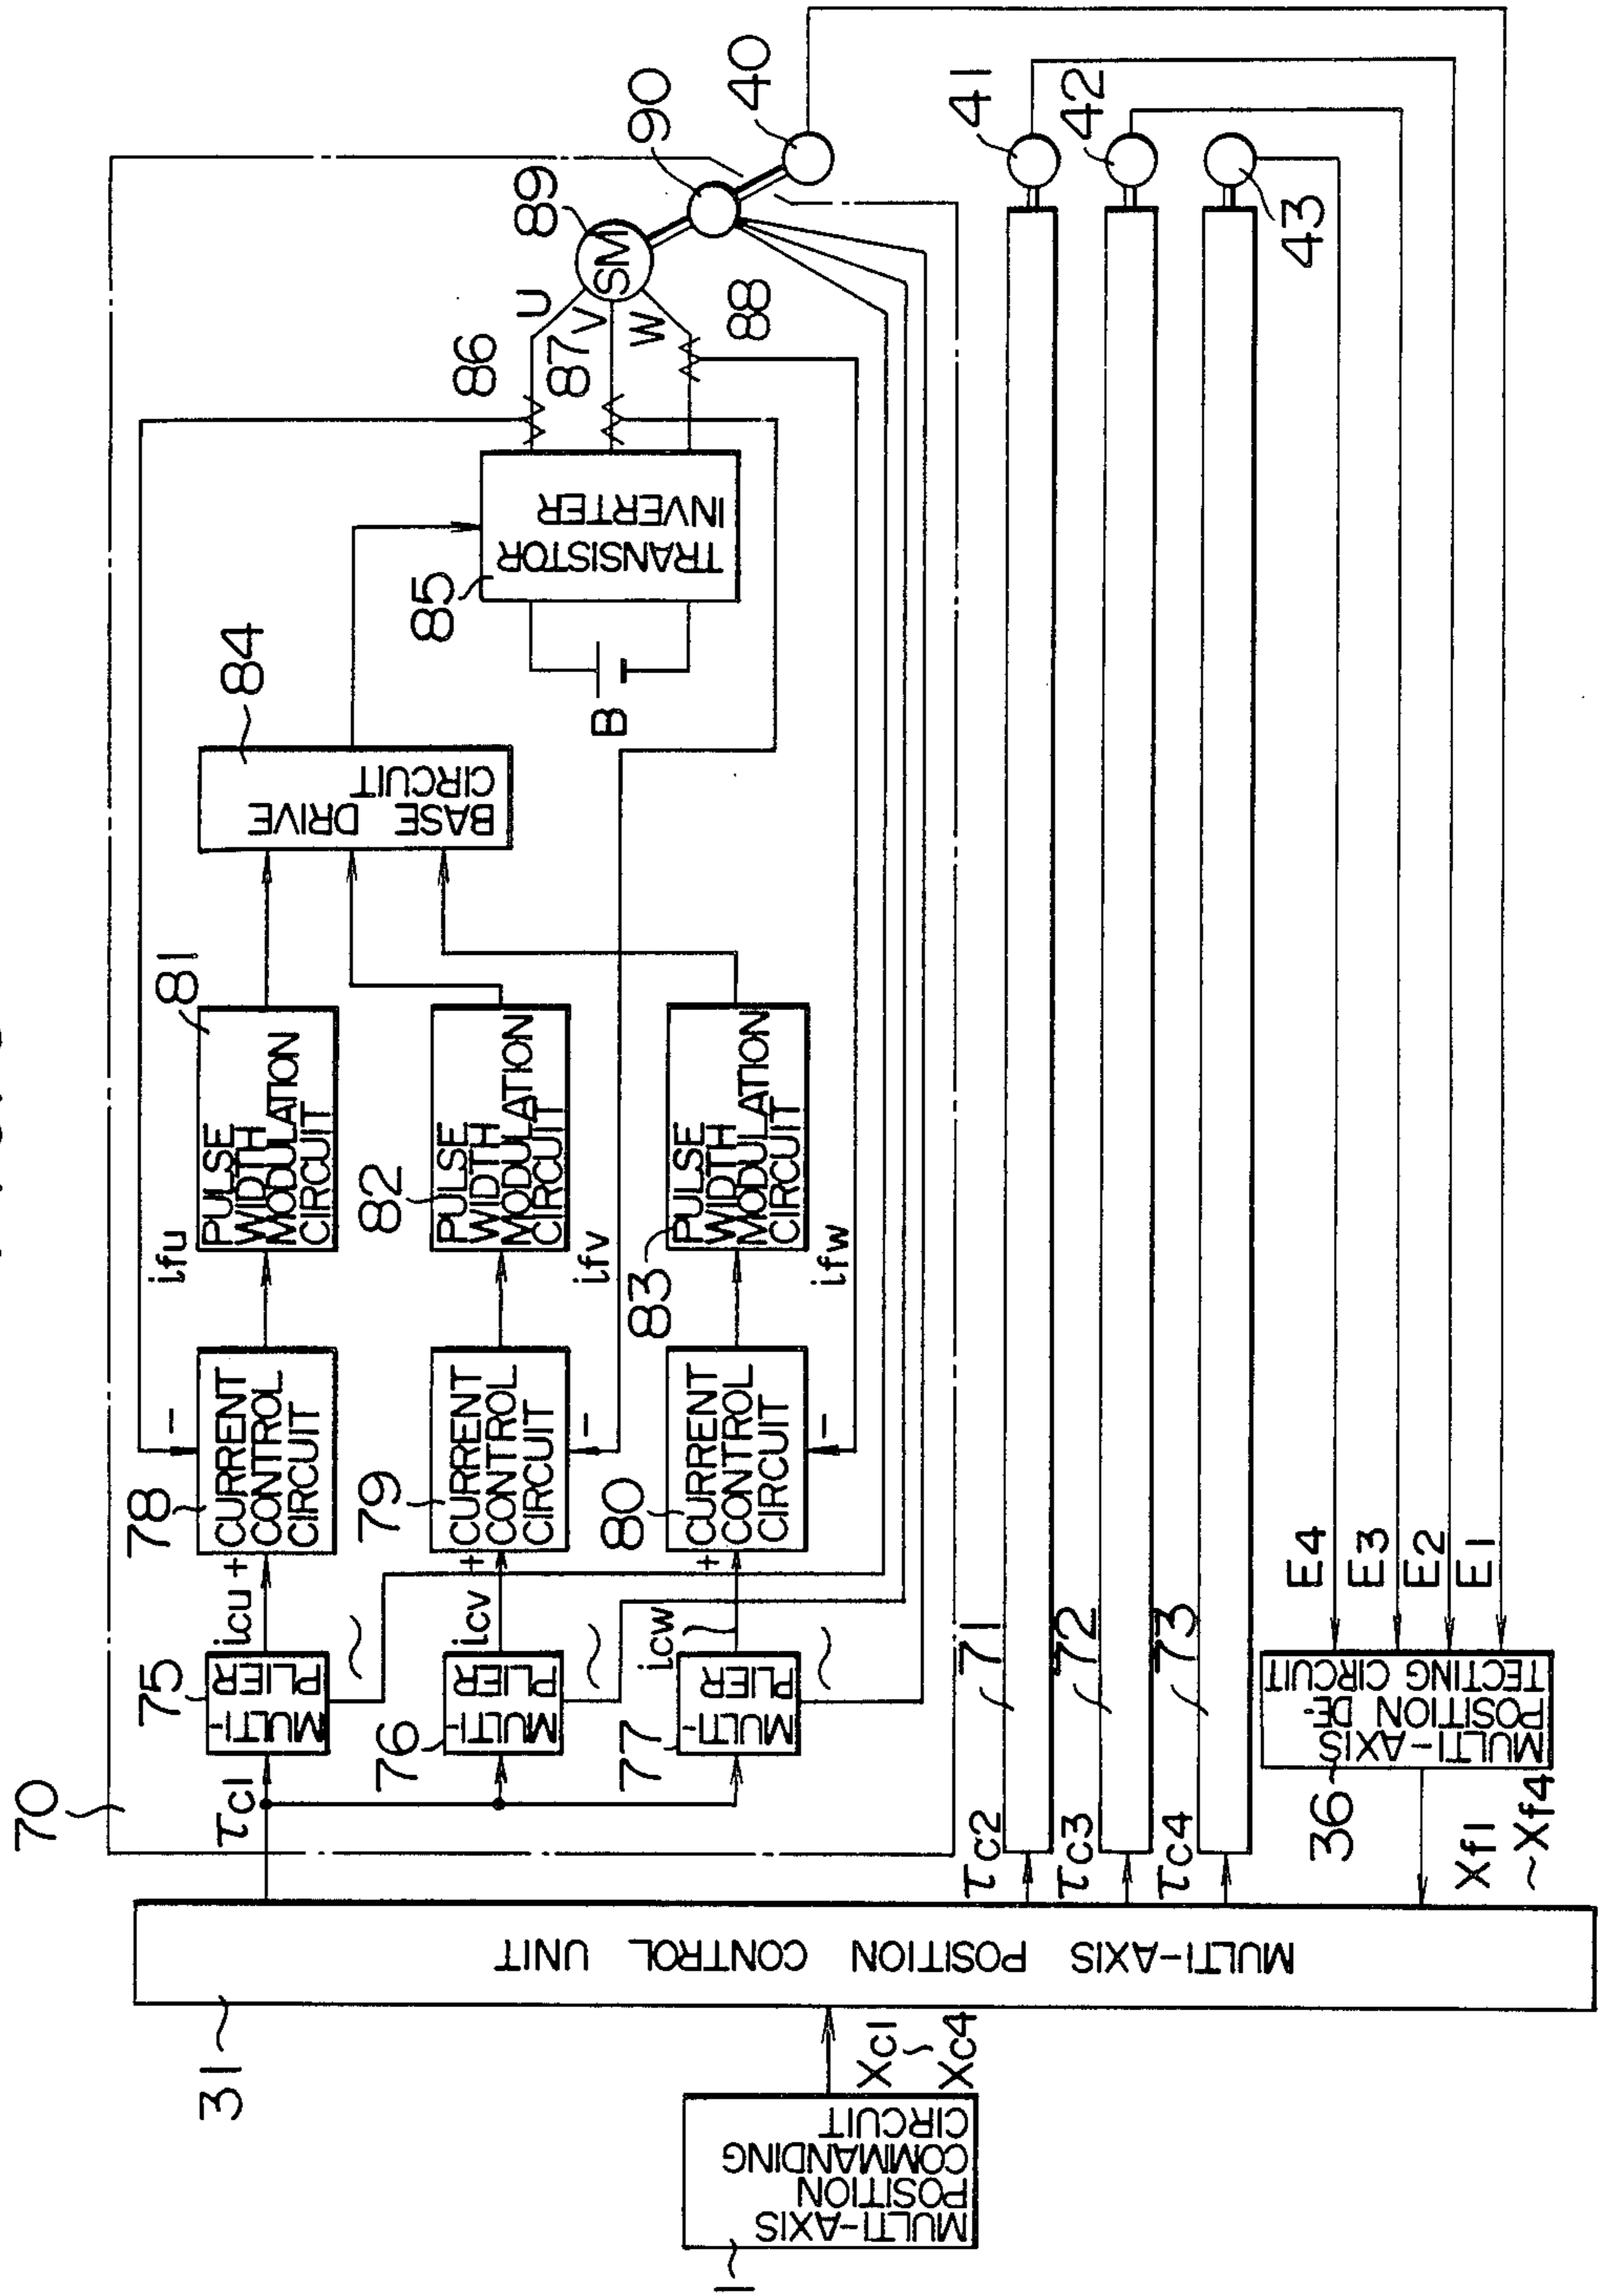 70
31
1
MULTI-AXIS
POSITION
COMMANDING
CIRCUIT
Xc1
~
Xc4
MULTI-AXIS POSITION CONTROL UNIT
τc1
75
MULTI-
PLIER
~
icu +
78
CURRENT
CONTROL
CIRCUIT
-
ifu
81
PULSE
WIDTH
MODULATION
CIRCUIT
76
MULTI-
PLIER
~
icv +
79
CURRENT
CONTROL
CIRCUIT
-
ifv
82
PULSE
WIDTH
MODULATION
CIRCUIT
77
MULTI-
PLIER
~
icw +
80
CURRENT
CONTROL
CIRCUIT
-
ifw
83
PULSE
WIDTH
MODULATION
CIRCUIT
84
BASE DRIVE
CIRCUIT
85
TRANSISTOR
INVERTER
B
86
87
88
U
V
W
SM
89
90
40
τc2
71
41
τc3
72
42
τc4
73
43
36
MULTI-AXIS
POSITION DE-
TECTING CIRCUIT
E4
E3
E2
E1
Xf1
~Xf4